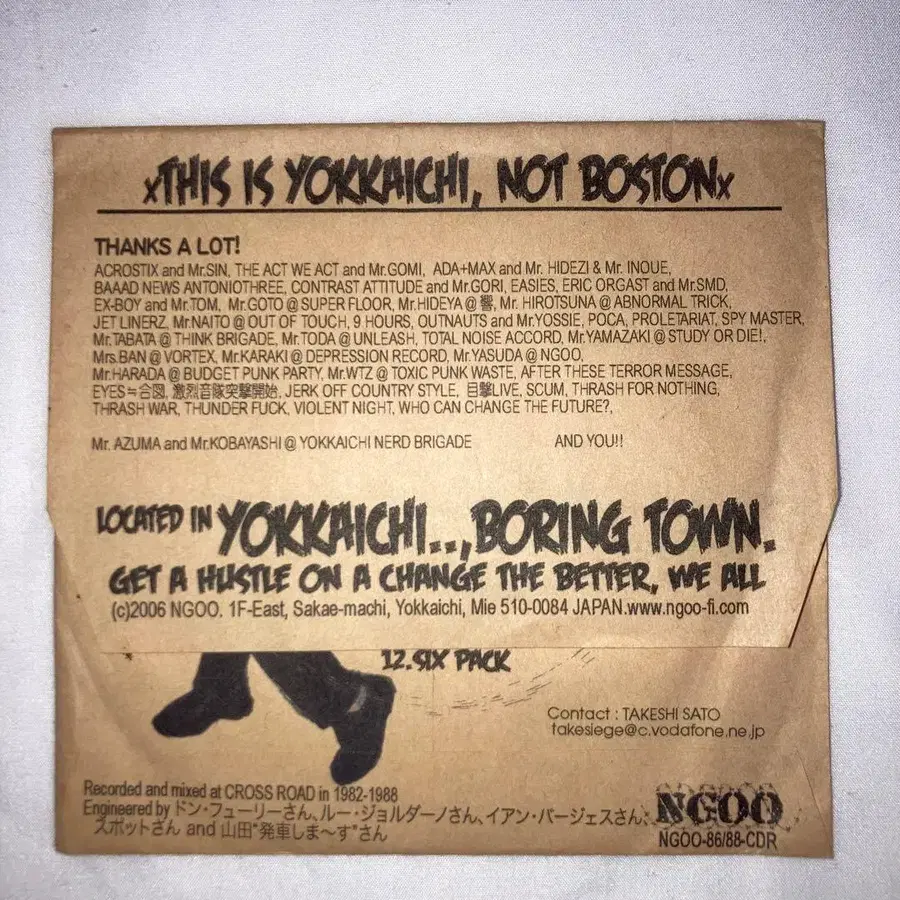 xTHIS IS YOKKAICHI, NOT BOSTONx
THANKS A LOT!
ACROSTIX and Mr.SIN, THE ACT WE ACT and Mr.GOMI, ADA+MAX and Mr. HIDEZI & Mr. INOUE,
BAAAD NEWS ANTONIOTHREE, CONTRAST ATTITUDE and Mr.GORI, EASIES, ERIC ORGAST and Mr.SMD,
EX-BOY and Mr.TOM, Mr.GOTO @ SUPER FLOOR, Mr.HIDEYA @ 響, Mr. HIROTSUNA @ ABNORMAL TRICK,
JET LINERZ, Mr.NAITO @ OUT OF TOUCH, 9 HOURS, OUTNAUTS and Mr.YOSSIE, POCA, PROLETARIAT, SPY MASTER,
Mr.TABATA @ THINK BRIGADE, Mr.TODA @ UNLEASH, TOTAL NOISE ACCORD, Mr.YAMAZAKI @ STUDY OR DIE!,
Mrs.BAN @ VORTEX, Mr.KARAKI @ DEPRESSION RECORD, Mr.YASUDA @ NGOO,
Mr.HARADA @ BUDGET PUNK PARTY, Mr.WTZ @ TOXIC PUNK WASTE, AFTER THESE TERROR MESSAGE,
EYES≒合図, 激烈音隊突撃開始, JERK OFF COUNTRY STYLE, 目撃LIVE, SCUM, THRASH FOR NOTHING,
THRASH WAR, THUNDER FUCK, VIOLENT NIGHT, WHO CAN CHANGE THE FUTURE?,
Mr. AZUMA and Mr.KOBAYASHI @ YOKKAICHI NERD BRIGADE AND YOU!!
LOCATED IN YOKKAICHI..,BORING TOWN.
GET A HUSTLE ON A CHANGE THE BETTER, WE ALL
(c)2006 NGOO. 1F-East, Sakae-machi, Yokkaichi, Mie 510-0084 JAPAN.www.ngoo-fi.com
12.SIX PACK
Contact : TAKESHI SATO
takesiege@c.vodafone.ne.jp
Recorded and mixed at CROSS ROAD in 1982-1988
Engineered by ドン・フューリーさん、ルー・ジョルダーノさん、イアン・バージェスさん、
スポットさん and 山田"発車しま〜す"さん
NGOO
NGOO-86/88-CDR